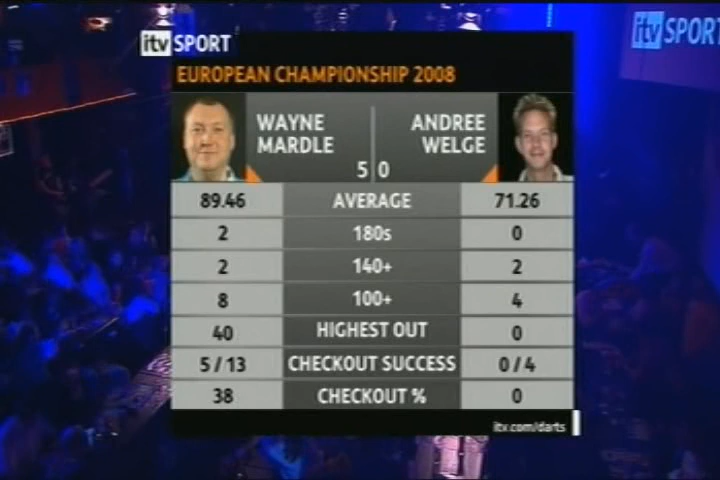 itv SPORT
itv SPORT
EUROPEAN CHAMPIONSHIP 2008
WAYNE MARDLE
ANDREE WELGE
5 0
89.46 AVERAGE 71.26
2 180s 0
2 140+ 2
8 100+ 4
40 HIGHEST OUT 0
5/13 CHECKOUT SUCCESS 0/4
38 CHECKOUT % 0
itv.com/darts